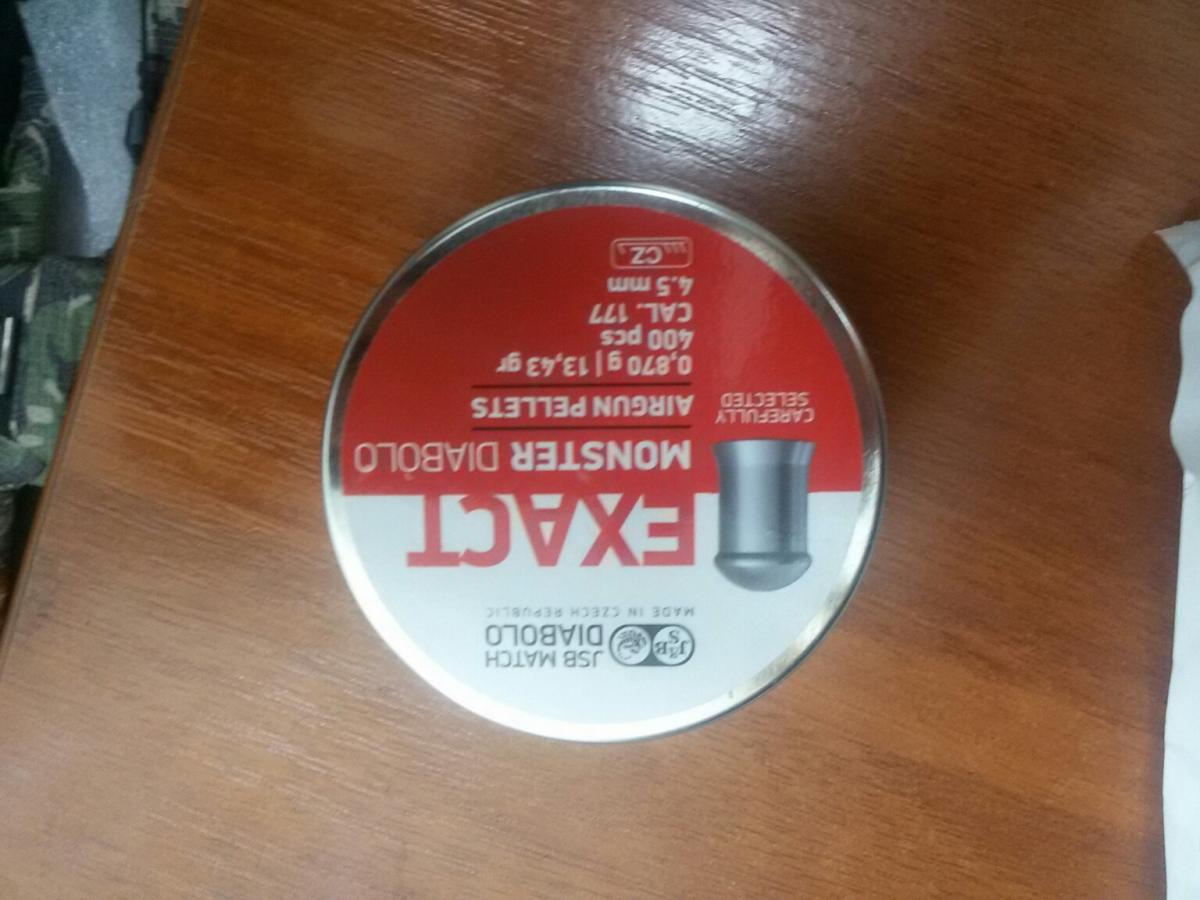 J&B
S
JSB MATCH
DIABOLO
MADE IN CZECH REPUBLIC
EXACT
MONSTER DIABOLO
AIRGUN PELLETS
0,870 g | 13,43 gr
400 pcs
CAL. 177
4.5 mm
CZ
CAREFULLY
SELECTED